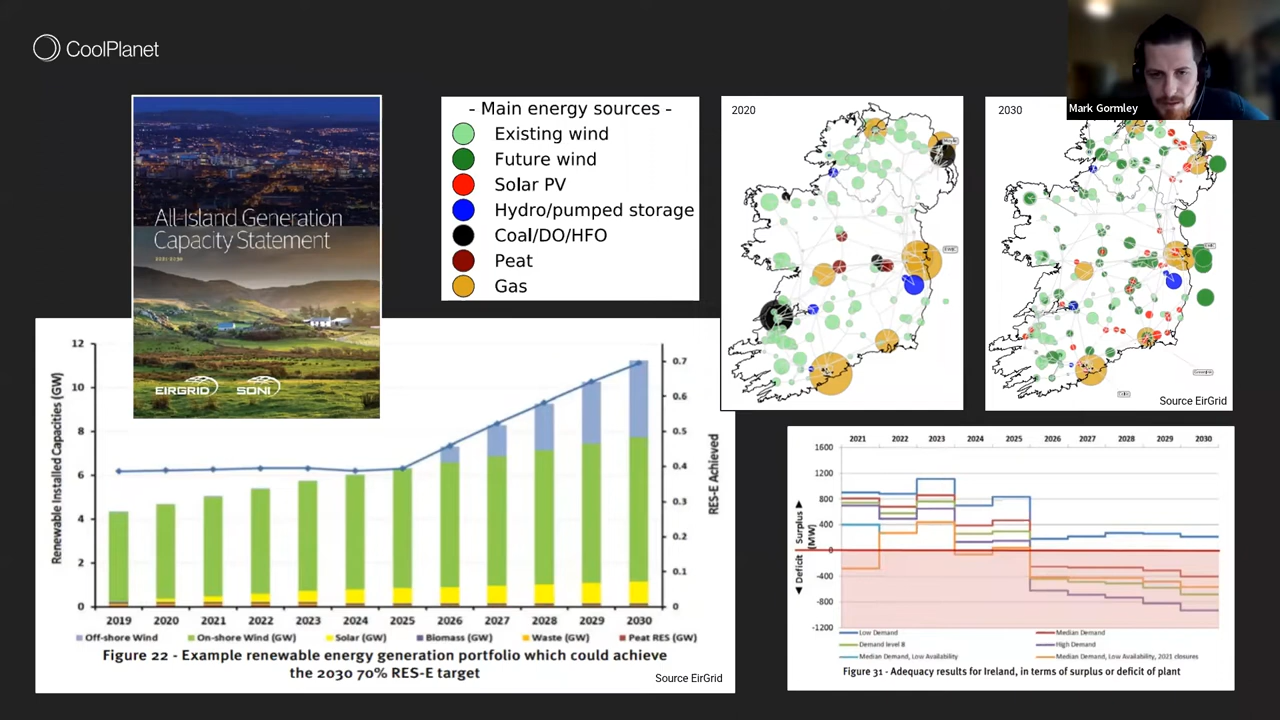 CoolPlanet
Mark Gormley
All-Island Generation
Capacity Statement
EIRGRID SONI
- Main energy sources -
Existing wind
Future wind
Solar PV
Hydro/pumped storage
Coal/DO/HFO
Peat
Gas
2020
2030
Source EirGrid
Renewable Installed Capacities (GW)
12
10
8
6
4
2
0
0.7
0.6
0.5
0.4
0.3
0.2
0.1
0
RES-E Achieved
2019 2020 2021 2022 2023 2024 2025 2026 2027 2028 2029 2030
Off-shore Wind On-shore Wind (GW) Solar (GW) Biomass (GW) Waste (GW) Peat RES (GW)
Figure 22 - Example renewable energy generation portfolio which could achieve
the 2030 70% RES-E target
Source EirGrid
2021 2022 2023 2024 2025 2026 2027 2028 2029 2030
1600
1200
800
400
0
-400
-800
-1200
◄ Deficit Surplus ►
(MW)
Low Demand Median Demand
Demand level B High Demand
Median Demand, Low Availability Median Demand, Low Availability, 2021 closures
Figure 31 - Adequacy results for Ireland, in terms of surplus or deficit of plant